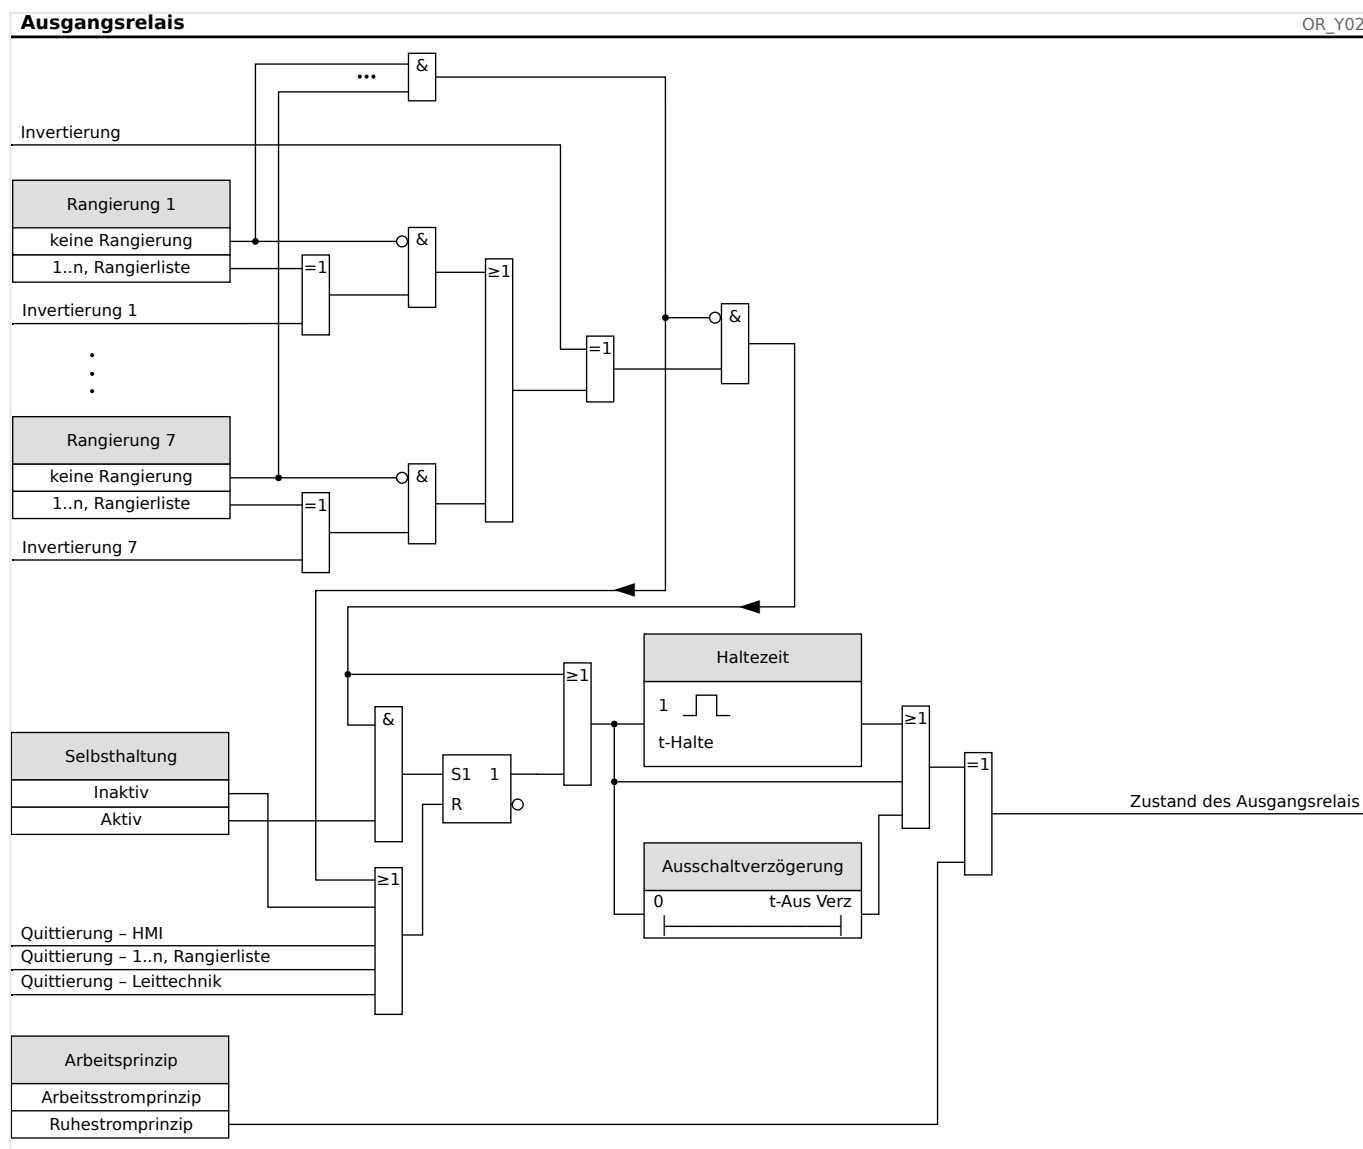 Ausgangsrelais
OR_Y02
&
...
Invertierung
Rangierung 1
keine Rangierung
&
1..n, Rangierliste
=1
≥1
Invertierung 1
&
=1
Rangierung 7
keine Rangierung
&
1..n, Rangierliste
=1
Invertierung 7
Haltezeit
≥1
1
t-Halte
&
≥1
Selbsthaltung
Inaktiv
Aktiv
S1 1
R
=1
Zustand des Ausgangsrelais
Ausschaltverzögerung
0 t-Aus Verz
≥1
Quittierung – HMI
Quittierung – 1..n, Rangierliste
Quittierung – Leittechnik
Arbeitsprinzip
Arbeitsstromprinzip
Ruhestromprinzip